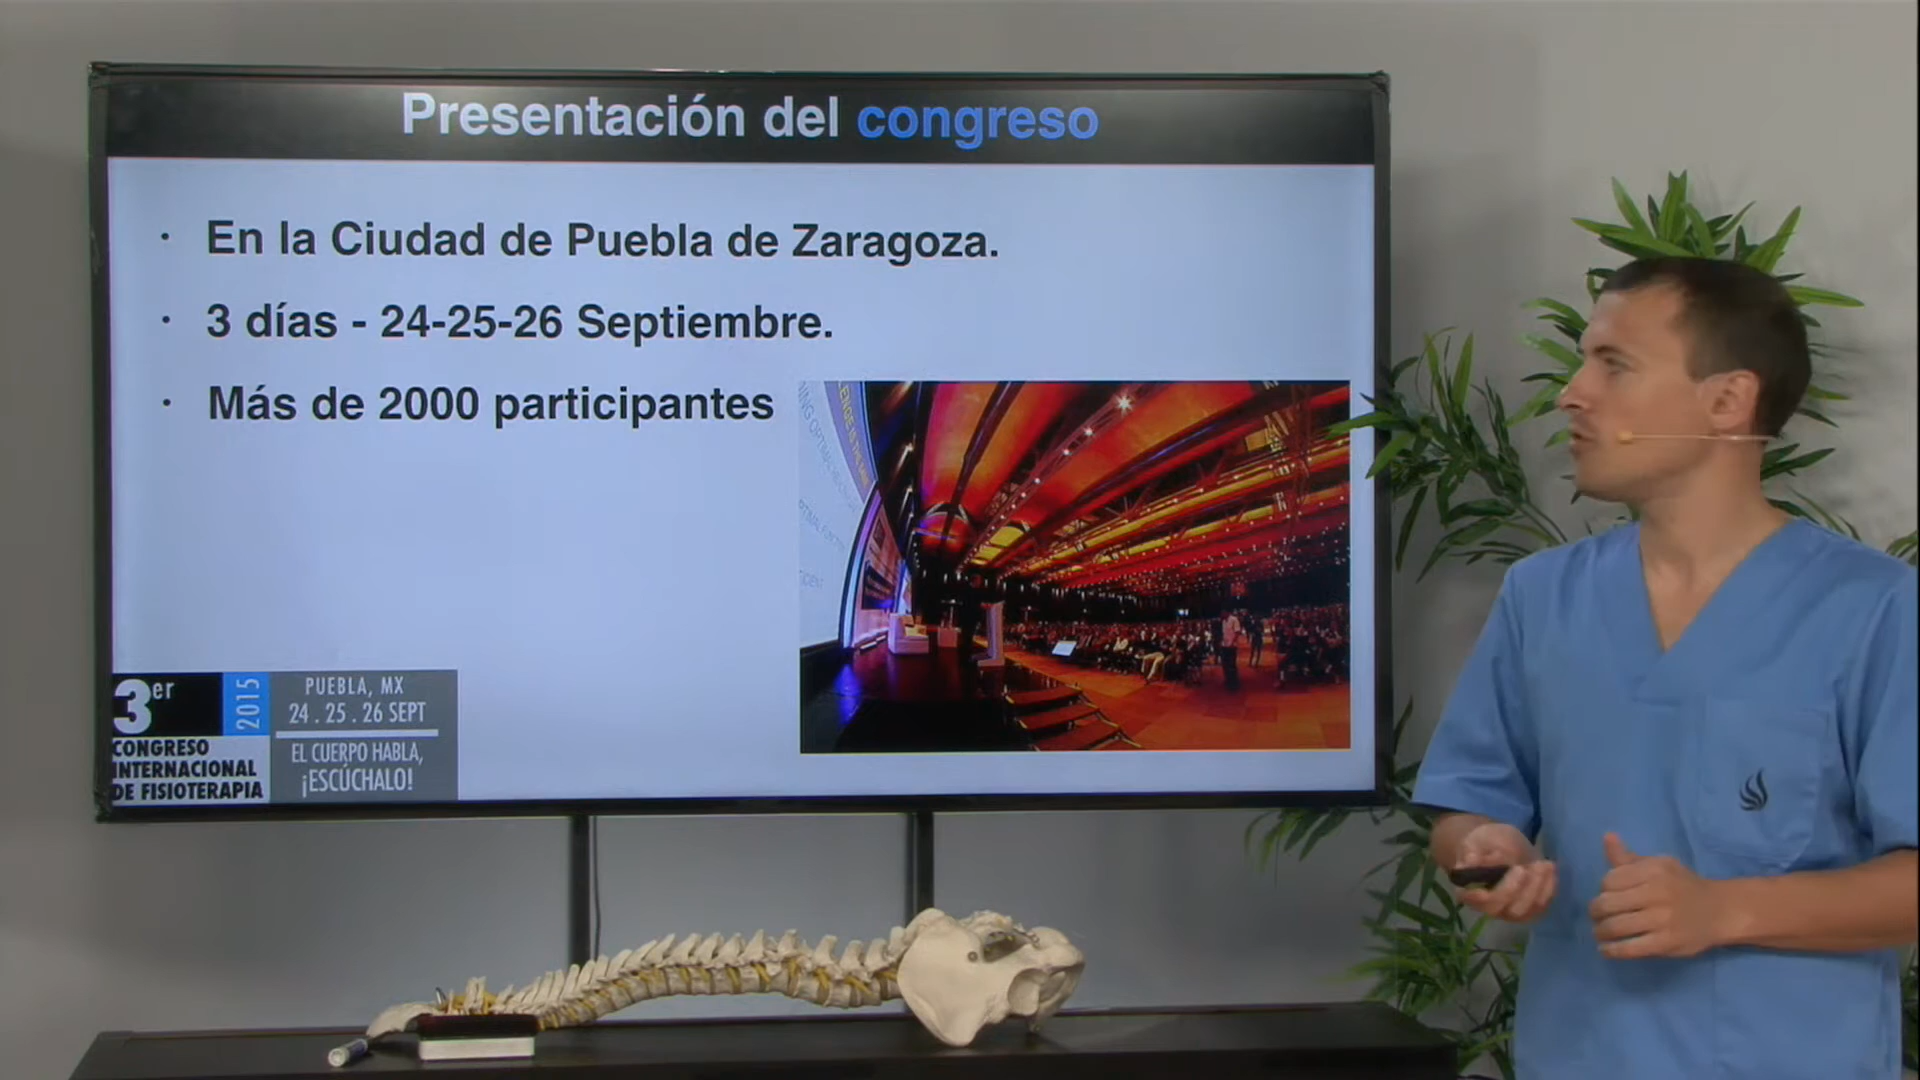 Presentación del congreso
· En la Ciudad de Puebla de Zaragoza.
· 3 días - 24-25-26 Septiembre.
· Más de 2000 participantes
3er
2015
CONGRESO
INTERNACIONAL
DE FISIOTERAPIA
PUEBLA, MX
24 . 25 . 26 SEPT
EL CUERPO HABLA,
¡ESCÚCHALO!